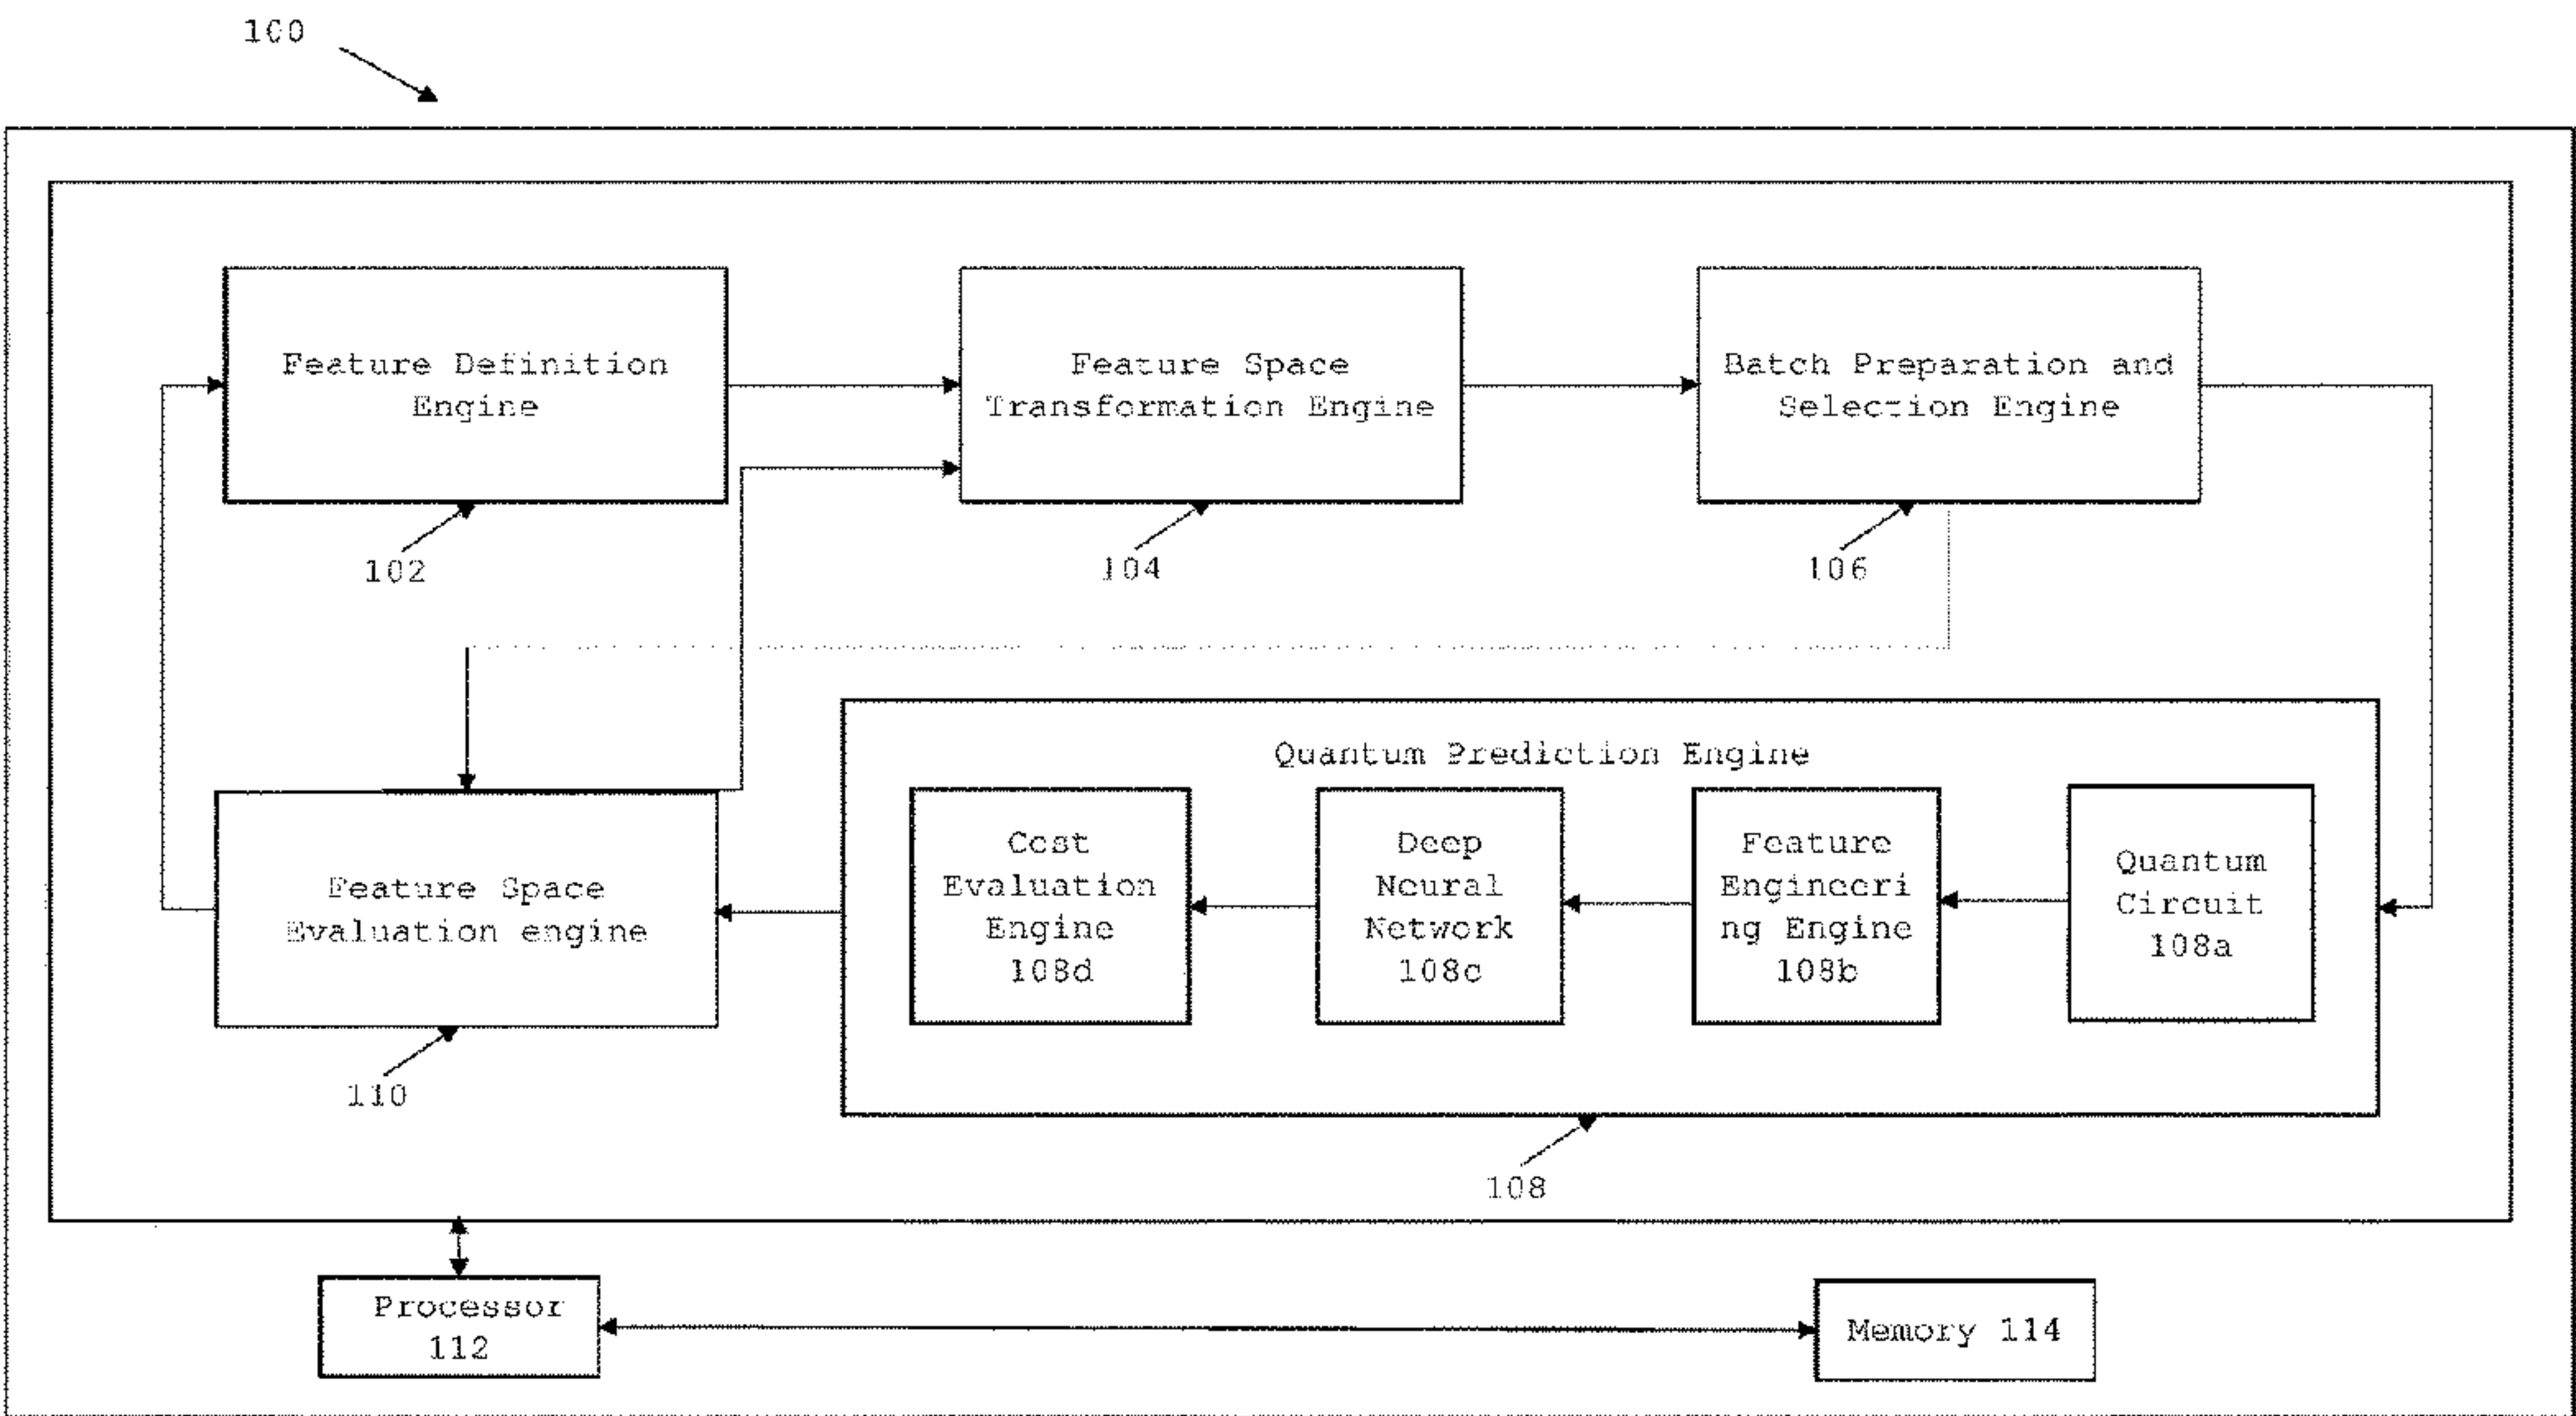 100
Feature Definition
Engine
Feature Space
Transformation Engine
Batch Preparation and
Selection Engine
102
104
106
Quantum Prediction Engine
Feature Space
Evaluation engine
Cost
Evaluation
Engine
108d
Deep
Neural
Network
108c
Feature
Engineeri
ng Engine
108b
Quantum
Circuit
108a
110
108
Processor
112
Memory 114